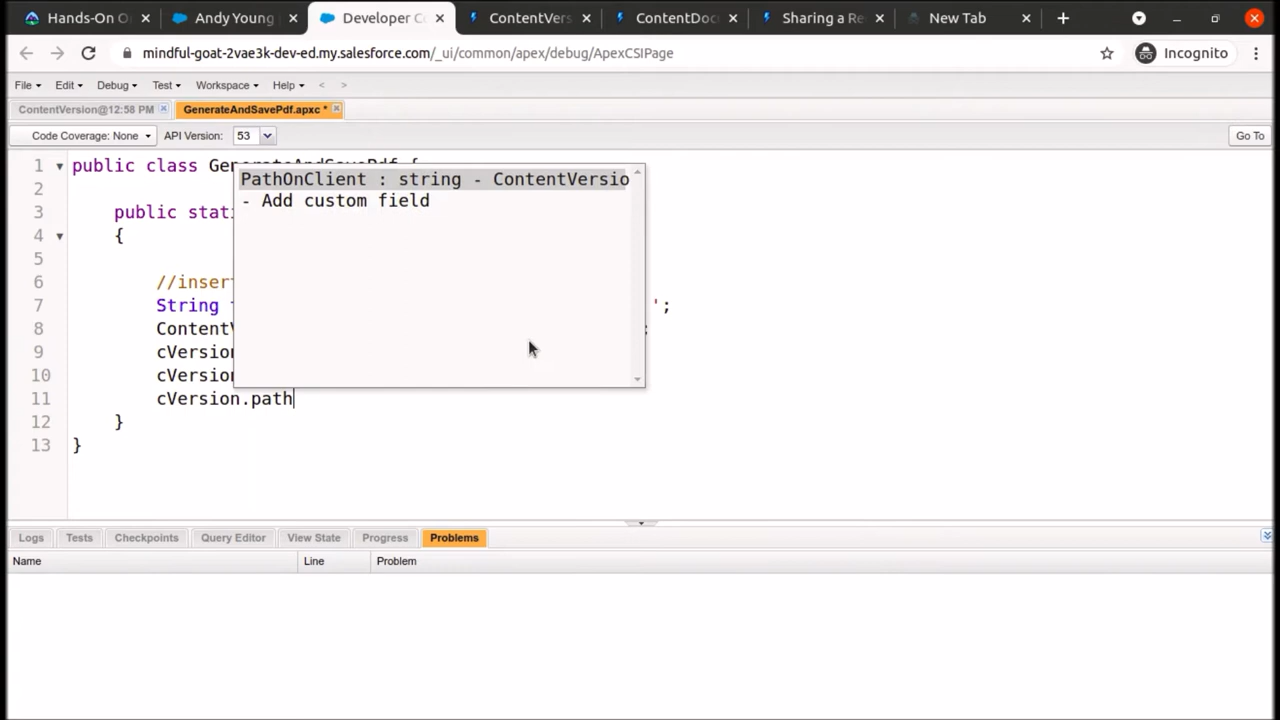 Hands-On O
Andy Young
Developer C
ContentVers
ContentDoc
Sharing a Re
New Tab
mindful-goat-2vae3k-dev-ed.my.salesforce.com/_ui/common/apex/debug/ApexCSIPage
Incognito
File Edit Debug Test Workspace Help < >
ContentVersion@12:58 PM
GenerateAndSavePdf.apxc *
Code Coverage: None API Version: 53 Go To
1 public class GenerateAndSavePdf {
2
3 public stati
4 {
5
6 //insert
7 String ';
8 ContentV
9 cVersion
10 cVersion
11 cVersion.path
12 }
13 }
PathOnClient : string - ContentVersio
- Add custom field
Logs Tests Checkpoints Query Editor View State Progress Problems
Name Line Problem